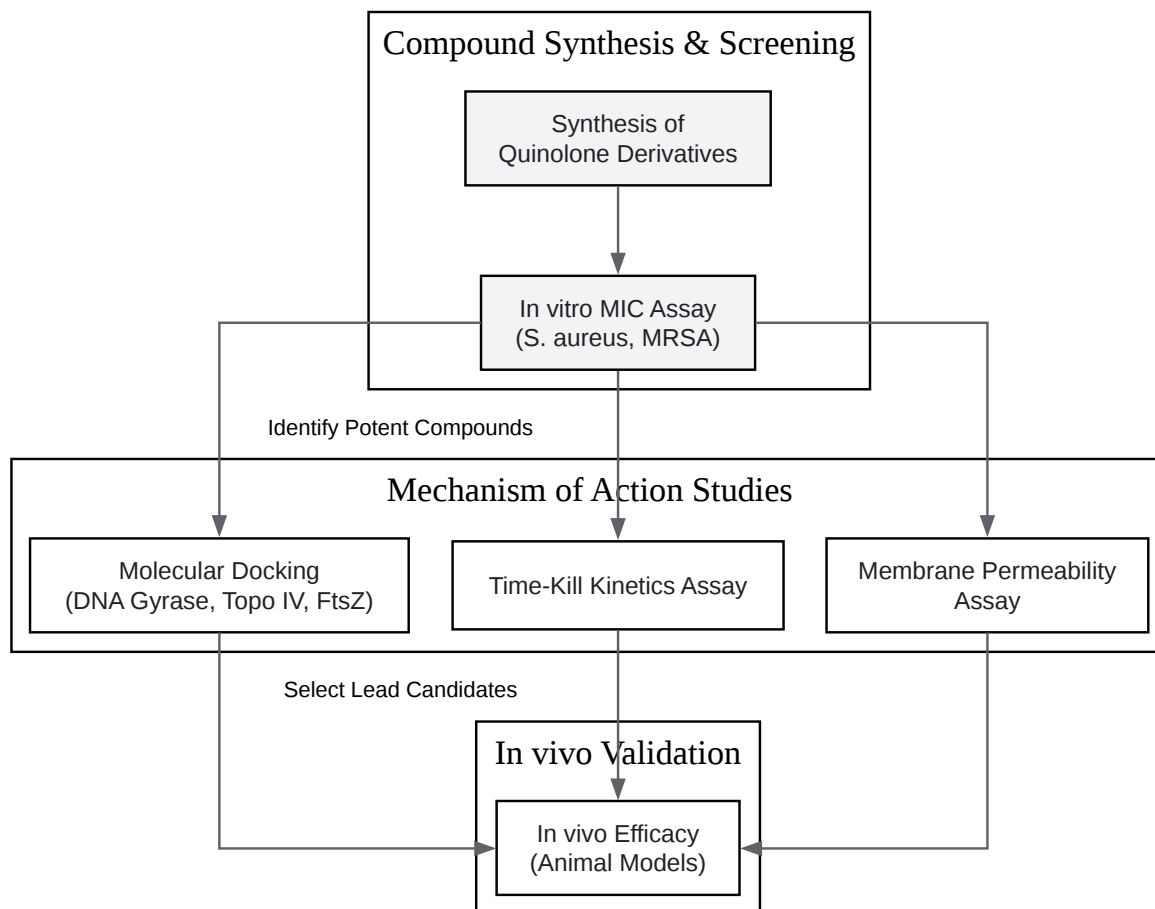 Compound Synthesis & Screening
Synthesis of
Quinolone Derivatives
In vitro MIC Assay
(S. aureus, MRSA)
Identify Potent Compounds
Mechanism of Action Studies
Molecular Docking
(DNA Gyrase, Topo IV, FtsZ)
Time-Kill Kinetics Assay
Membrane Permeability
Assay
Select Lead Candidates
In vivo Validation
In vivo Efficacy
(Animal Models)